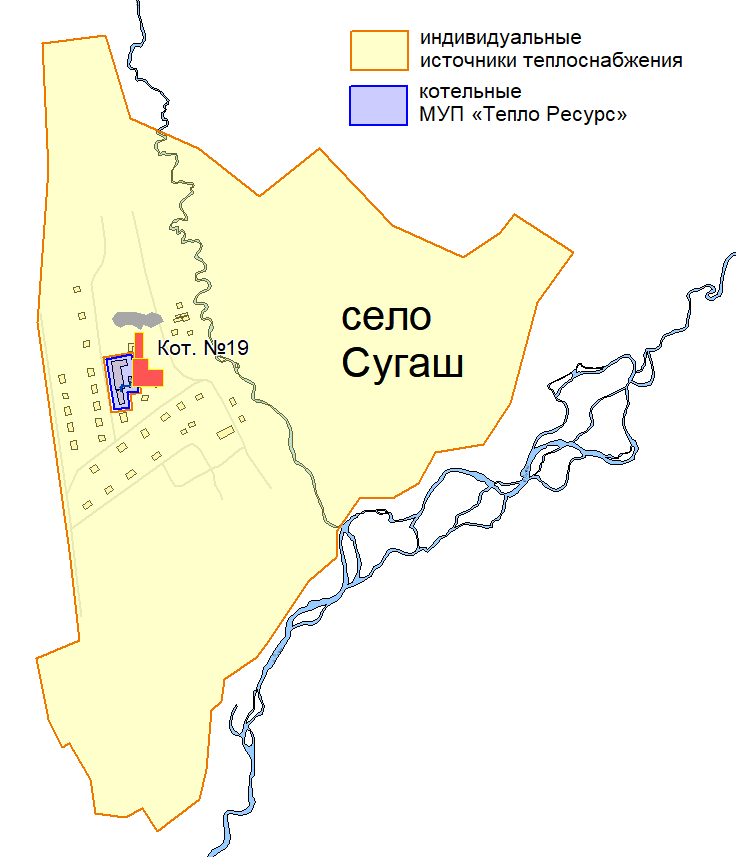 индивидуальные
источники теплоснабжения
котельные
МУП «Тепло Ресурс»
село
Сугаш
Кот. №19